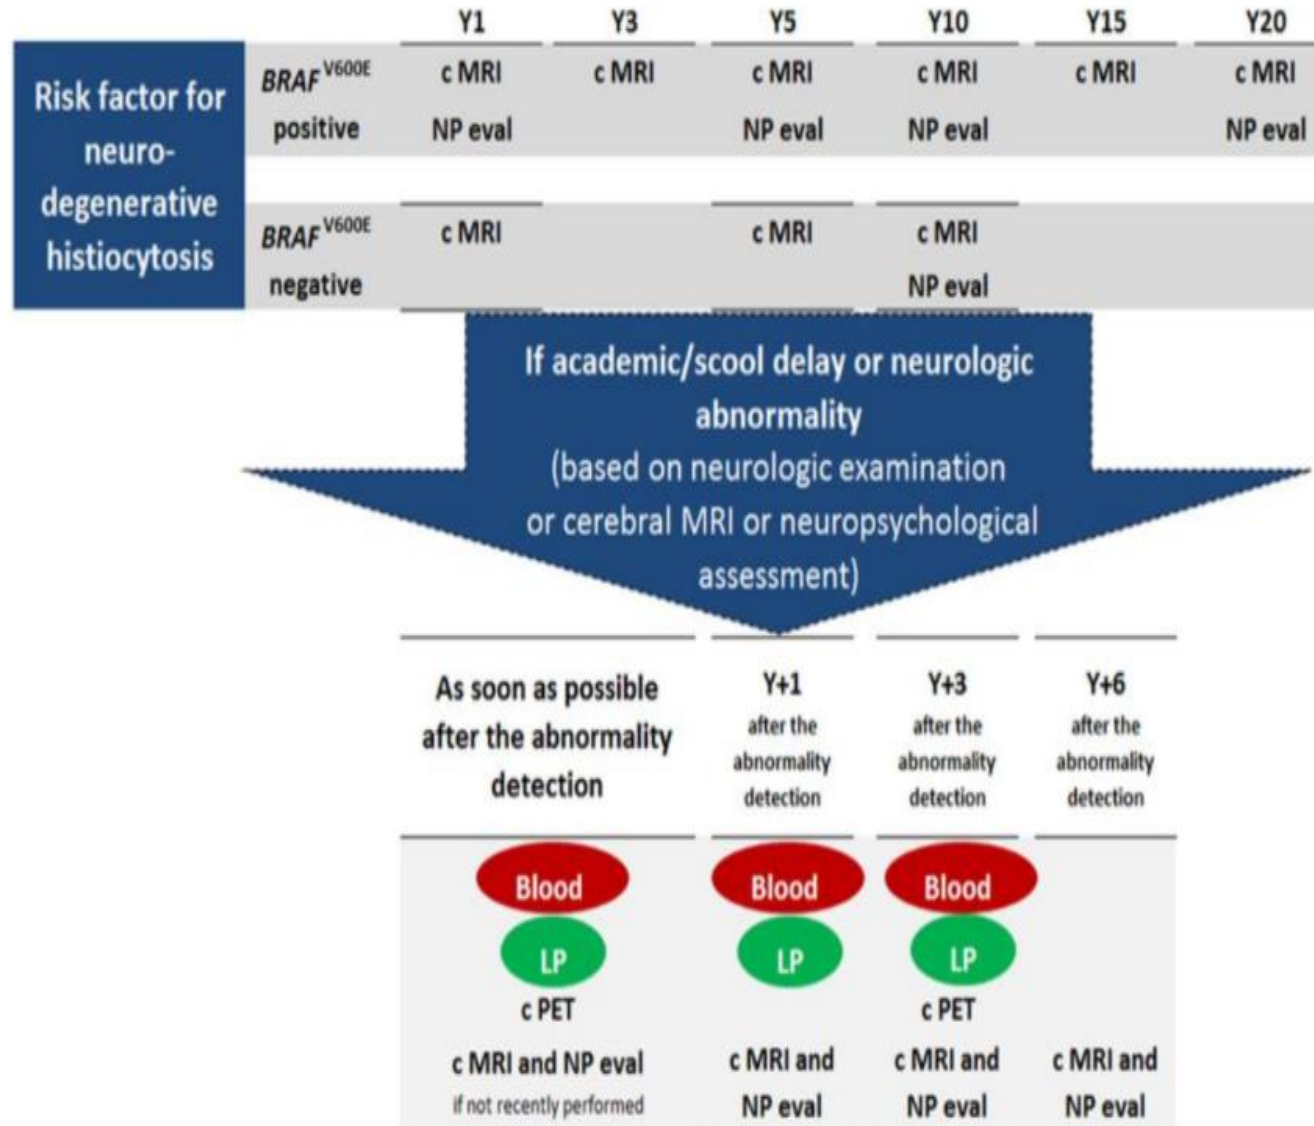 Y1 Y3 Y5 Y10 Y15 Y20
Risk factor for
neuro-
degenerative
histiocytosis
BRAF V600E
positive
c MRI c MRI c MRI c MRI c MRI c MRI
NP eval NP eval NP eval NP eval
BRAF V600E
negative
c MRI c MRI c MRI
NP eval
If academic/scool delay or neurologic
abnormality
(based on neurologic examination
or cerebral MRI or neuropsychological
assessment)
As soon as possible
after the abnormality
detection
Y+1
after the
abnormality
detection
Y+3
after the
abnormality
detection
Y+6
after the
abnormality
detection
Blood Blood Blood
LP LP LP
c PET c PET
c MRI and NP eval
if not recently performed
c MRI and
NP eval
c MRI and
NP eval
c MRI and
NP eval